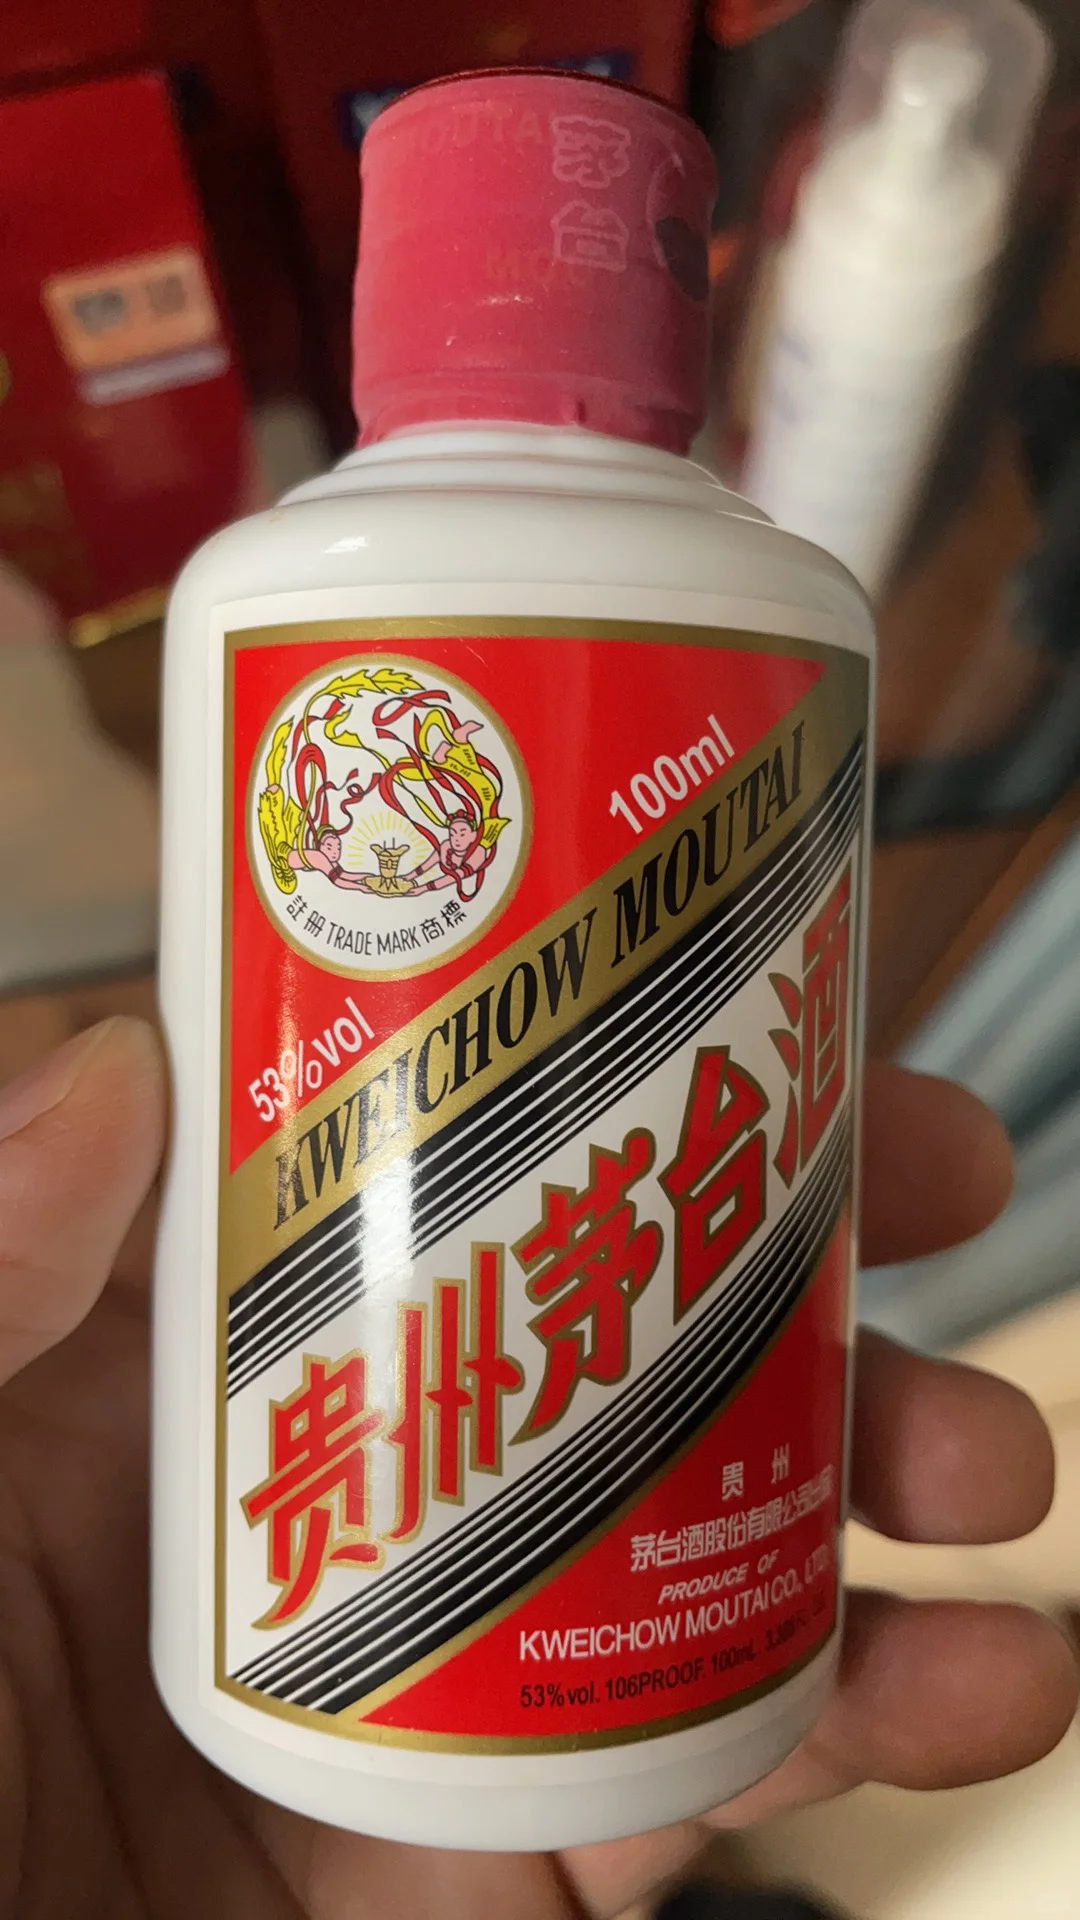 MOUTAI
茅台
100ml
註册 TRADE MARK 商標
53%vol
KWEICHOW MOUTAI
贵州茅台酒
贵州
茅台酒股份有限公司出品
PRODUCE OF
KWEICHOW MOUTAI CO., LTD.
53%vol. 106PROOF. 100mL.